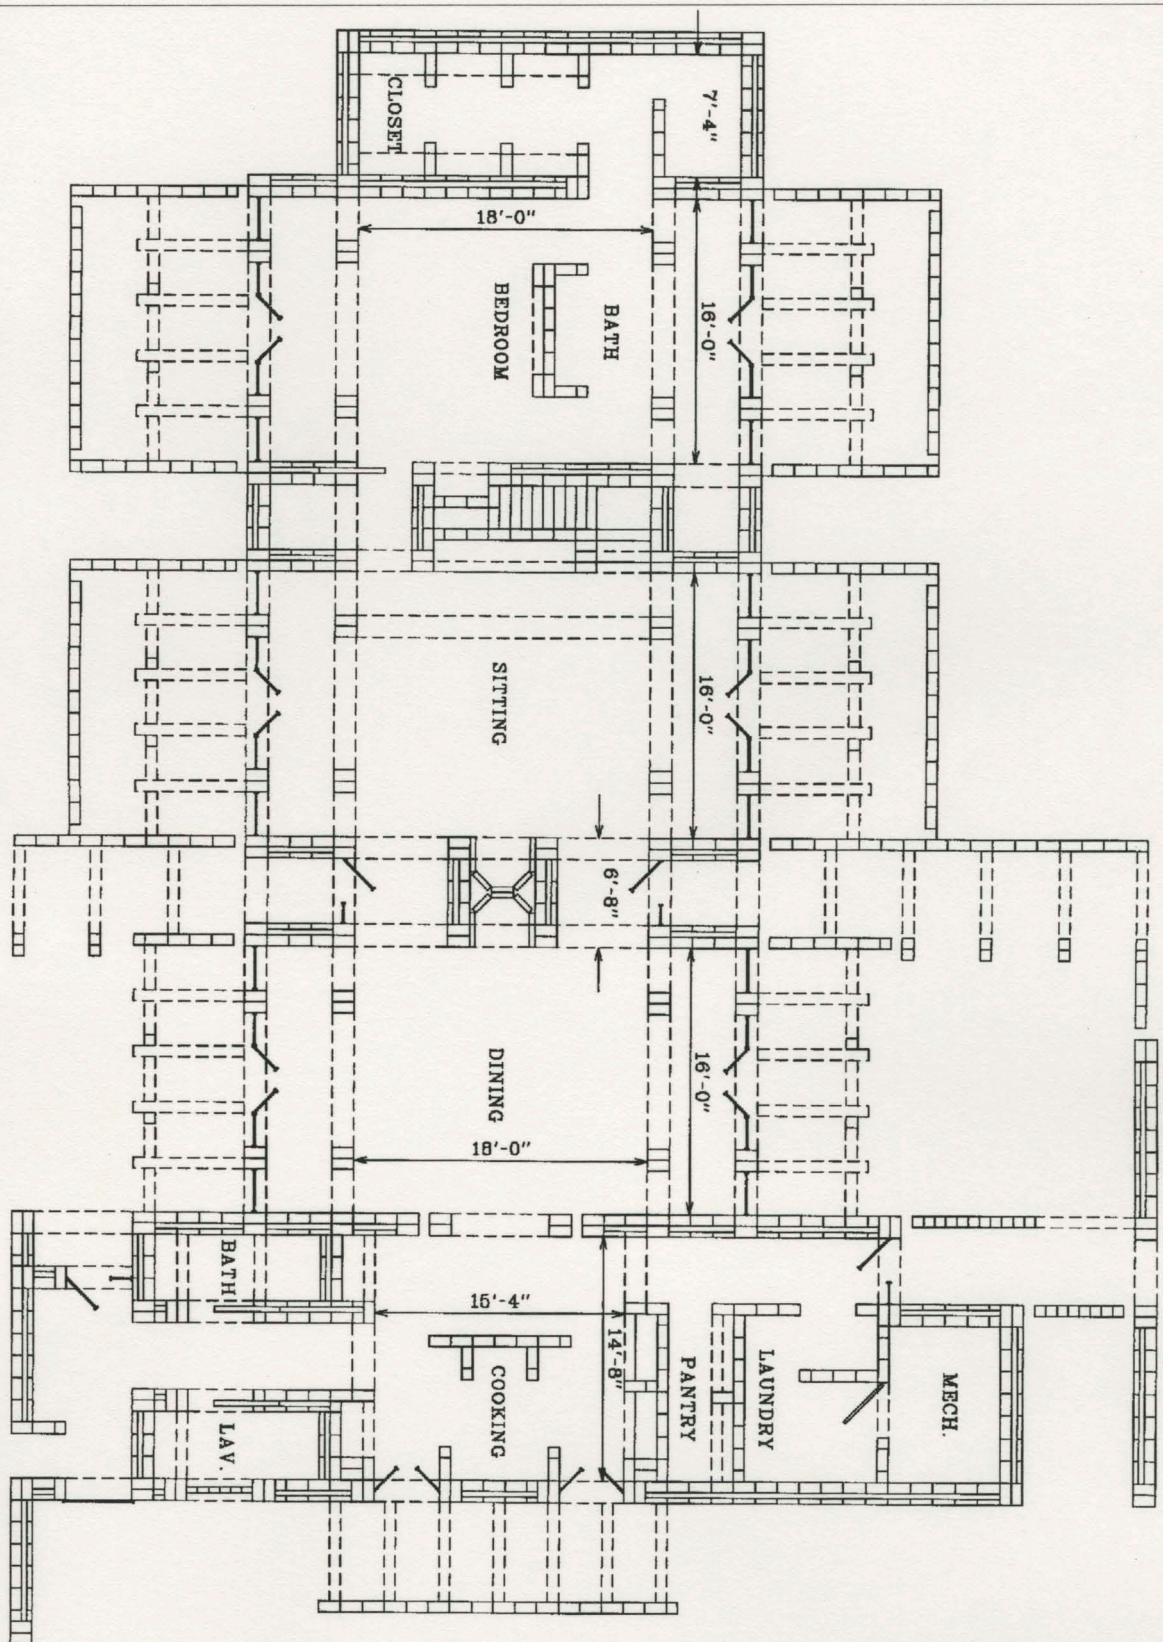 CLOSET
7'-4"
18'-0"
BEDROOM
BATH
16'-0"
SITTING
16'-0"
6'-8"
DINING
16'-0"
18'-0"
BATH
15'-4"
14'-8"
COOKING
PANTRY
LAUNDRY
MECH.
LAV.